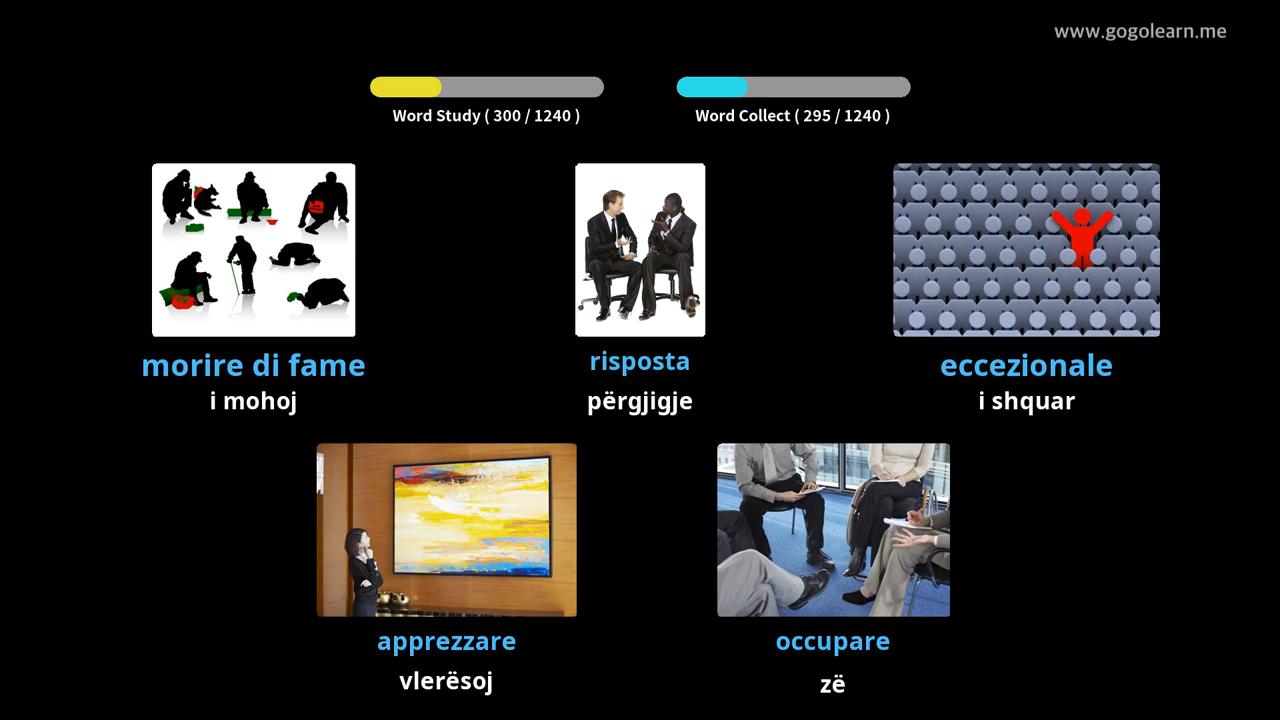 www.gogolearn.me
Word Study ( 300 / 1240 )
Word Collect ( 295 / 1240 )
morire di fame
i mohoj
risposta
përgjigje
eccezionale
i shquar
apprezzare
vlerësoj
occupare
zë